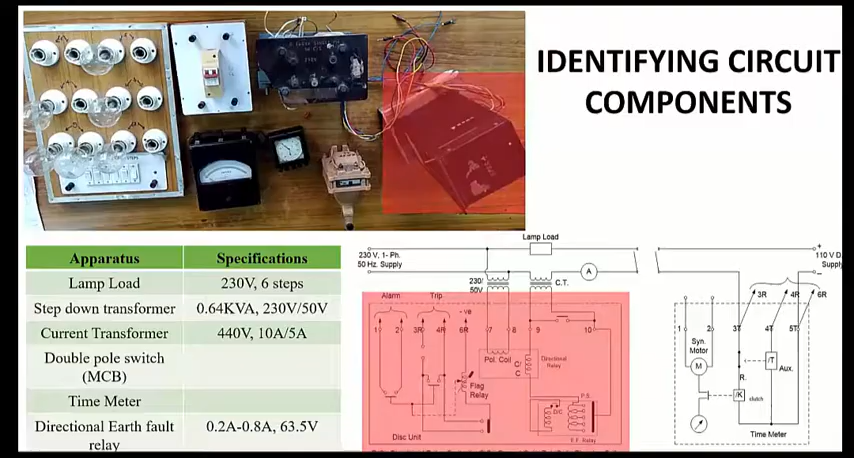 IDENTIFYING CIRCUIT
COMPONENTS
Apparatus Specifications
Lamp Load 230V, 6 steps
Step down transformer 0.64KVA, 230V/50V
Current Transformer 440V, 10A/5A
Double pole switch
(MCB)
Time Meter
Directional Earth fault 0.2A-0.8A, 63.5V
relay
Lamp Load
230 V, 1- Ph.
50 Hz. Supply
A
+
110 V D.
Supply
−
230/
50V
C.T.
Alarm Trip
- ve
1 2 3R 4R 6R 7 8 9 10
Pol. Coil
C/
C
Directional
Relay
Flag
Relay
D/C
P.S.
E.F. Relay
Disc Unit
3R 4R 6R
1 2 3T 4T 5T
Syn.
Motor
M
R.
/T
Aux.
/K
clutch
Time Meter